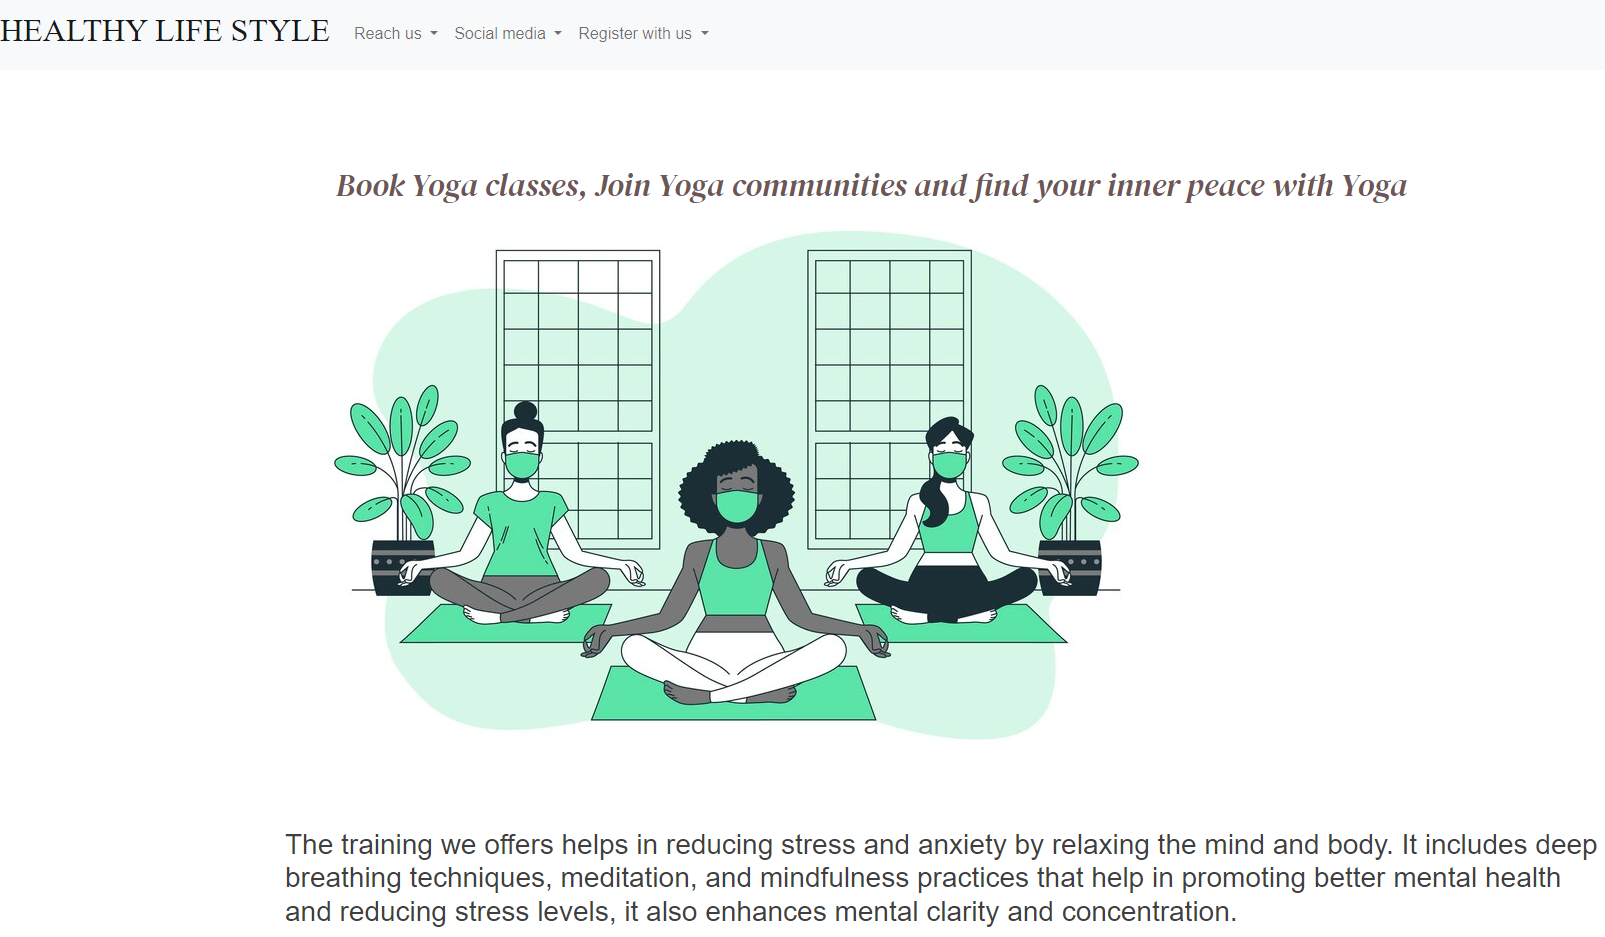 HEALTHY LIFE STYLE Reach us Social media Register with us
Book Yoga classes, Join Yoga communities and find your inner peace with Yoga
The training we offers helps in reducing stress and anxiety by relaxing the mind and body. It includes deep
breathing techniques, meditation, and mindfulness practices that help in promoting better mental health
and reducing stress levels, it also enhances mental clarity and concentration.